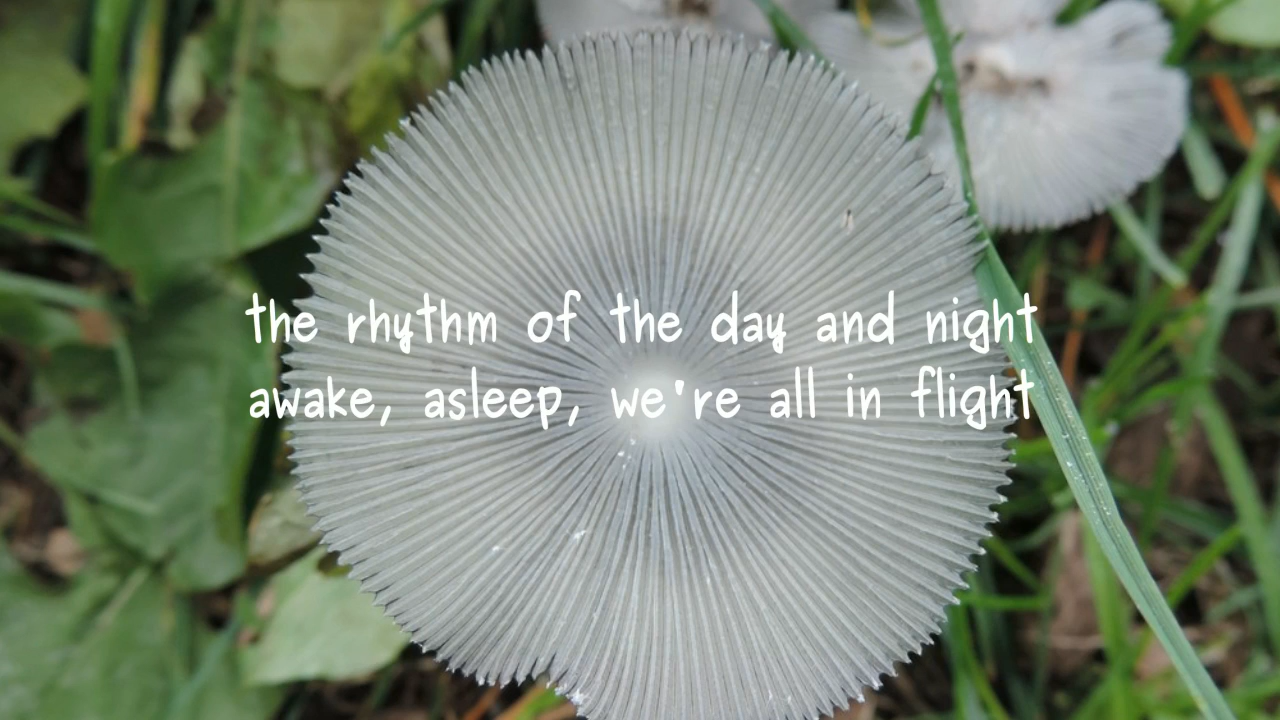 the rhythm of the day and night
awake, asleep, we're all in flight